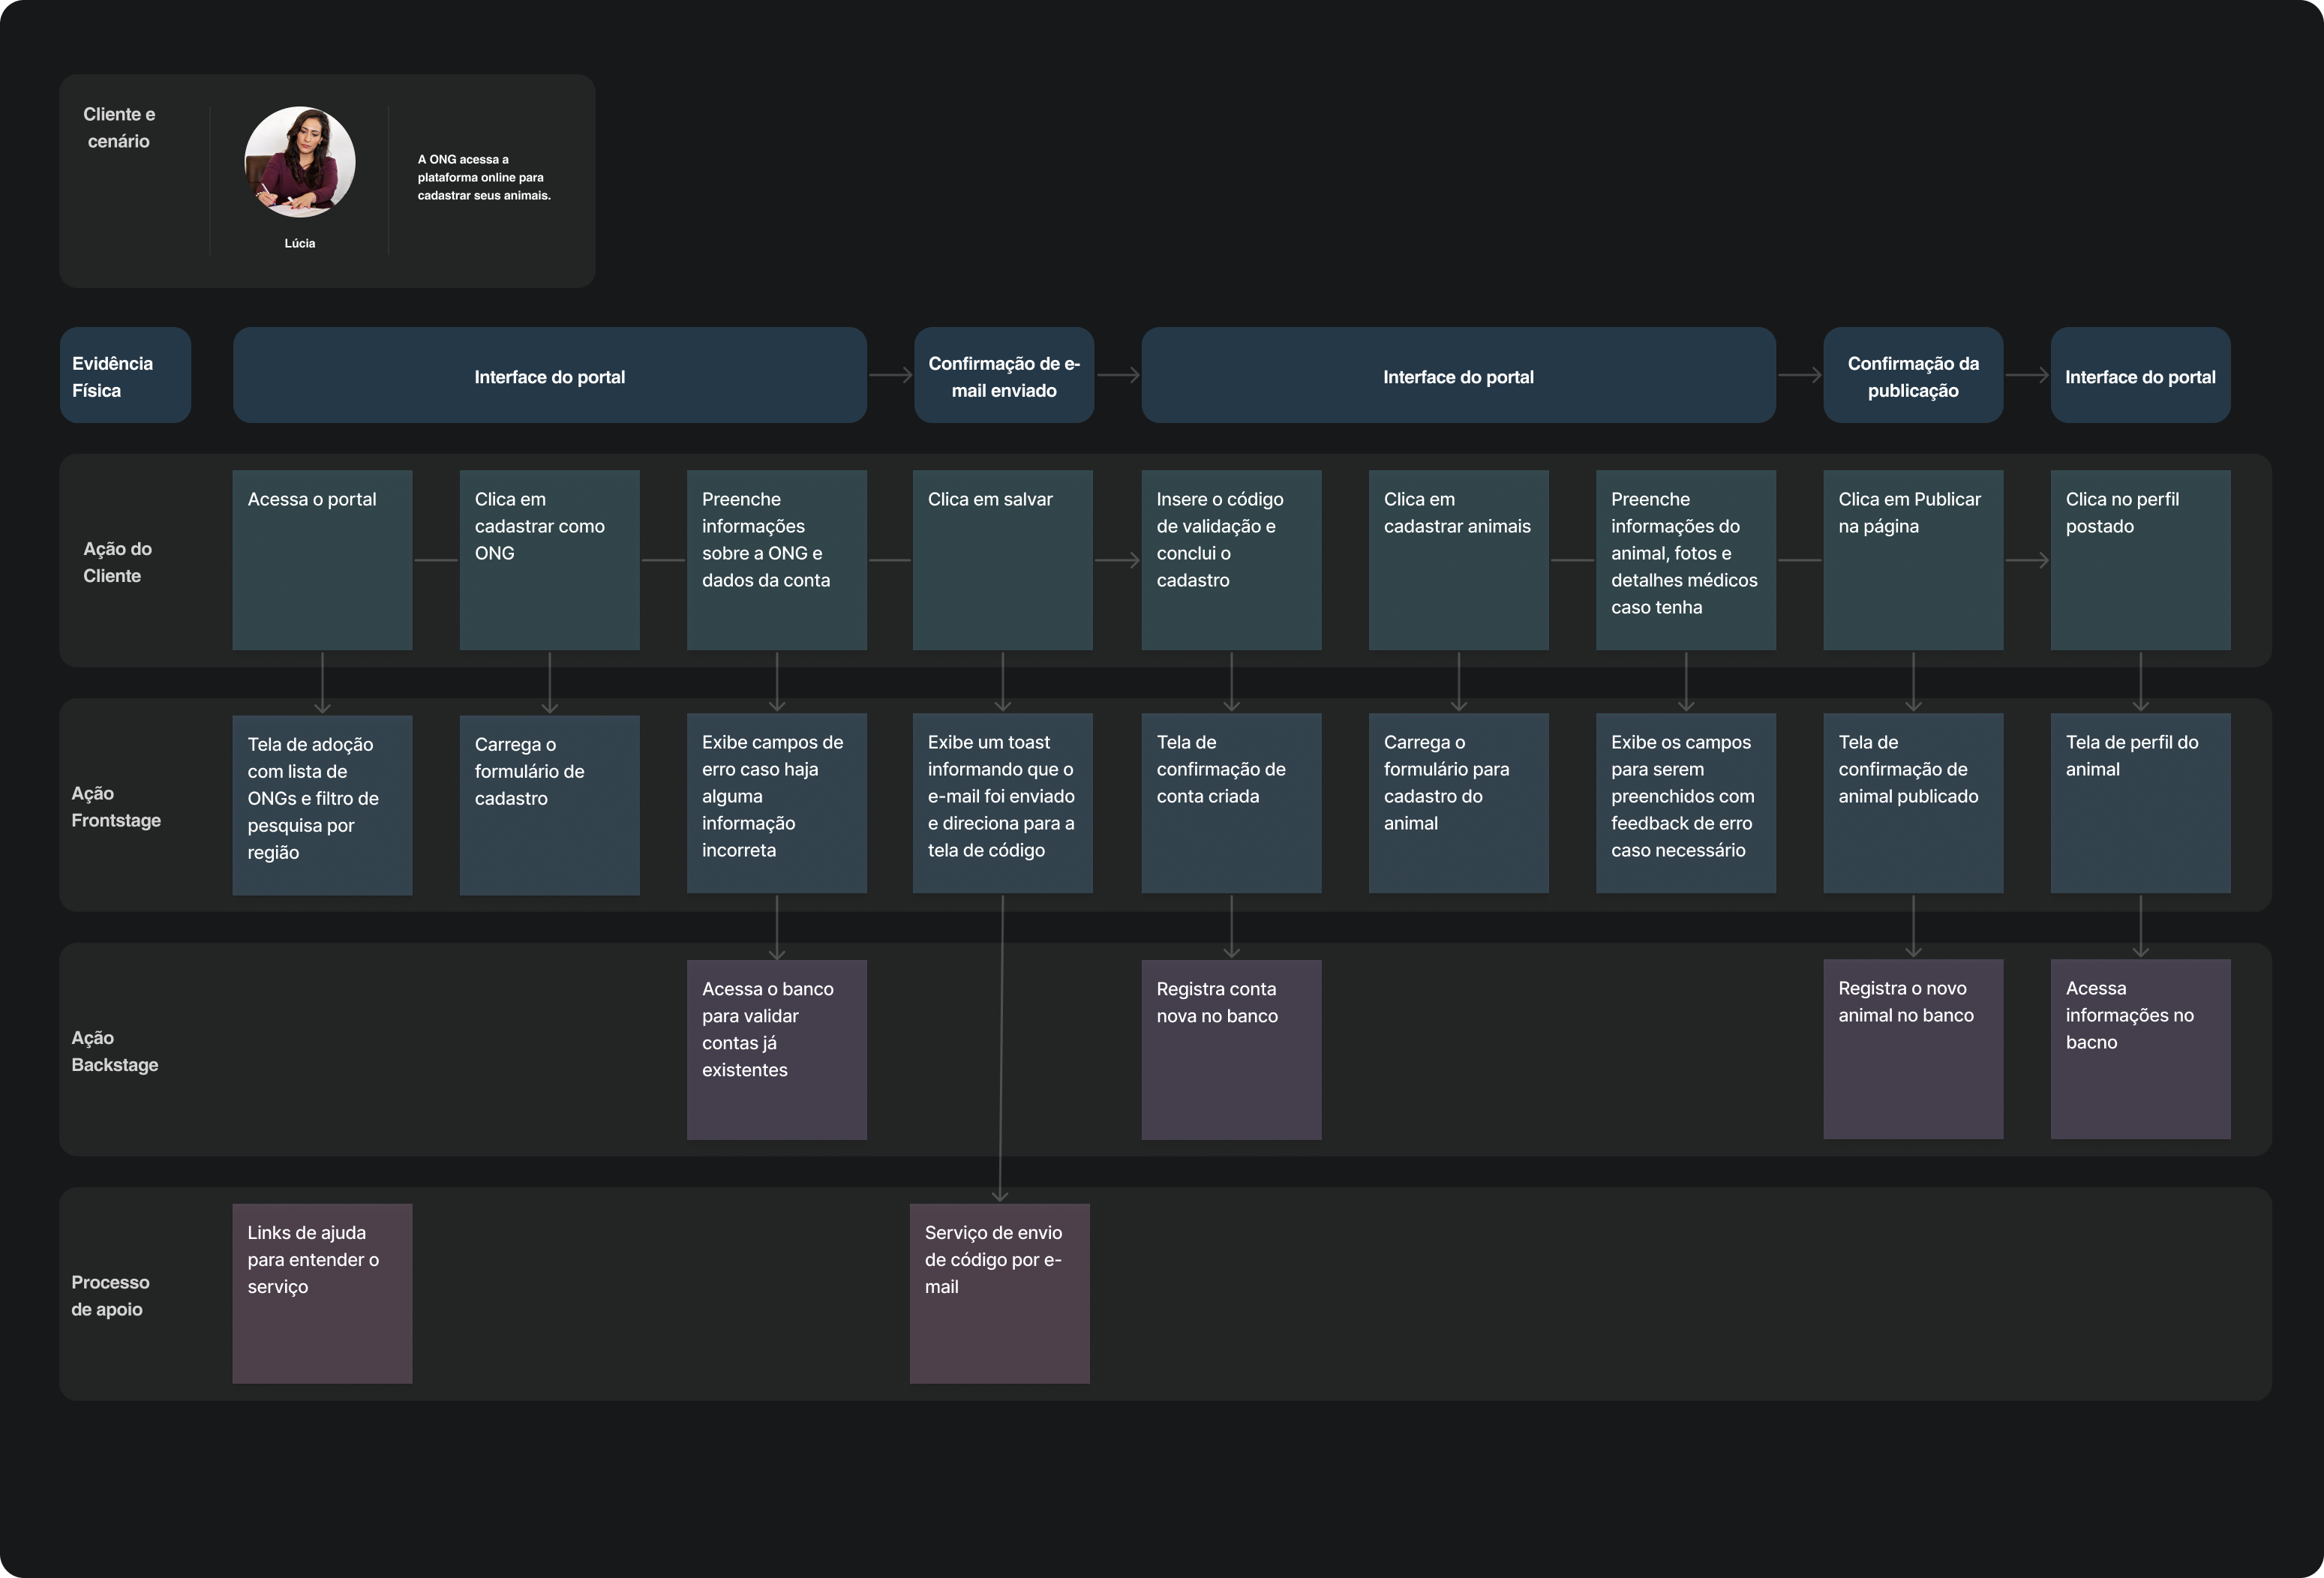 Cliente e
cenário
A ONG acessa a
plataforma online para
cadastrar seus animais.
Lúcia
Evidência
Física
Interface do portal
Confirmação de e-
mail enviado
Interface do portal
Confirmação da
publicação
Interface do portal
Ação do
Cliente
Acessa o portal
Clica em
cadastrar como
ONG
Preenche
informações
sobre a ONG e
dados da conta
Clica em salvar
Insere o código
de validação e
conclui o
cadastro
Clica em
cadastrar animais
Preenche
informações do
animal, fotos e
detalhes médicos
caso tenha
Clica em Publicar
na página
Clica no perfil
postado
Ação
Frontstage
Tela de adoção
com lista de
ONGs e filtro de
pesquisa por
região
Carrega o
formulário de
cadastro
Exibe campos de
erro caso haja
alguma
informação
incorreta
Exibe um toast
informando que o
e-mail foi enviado
e direciona para a
tela de código
Tela de
confirmação de
conta criada
Carrega o
formulário para
cadastro do
animal
Exibe os campos
para serem
preenchidos com
feedback de erro
caso necessário
Tela de
confirmação de
animal publicado
Tela de perfil do
animal
Ação
Backstage
Acessa o banco
para validar
contas já
existentes
Registra conta
nova no banco
Registra o novo
animal no banco
Acessa
informações no
bacno
Processo
de apoio
Links de ajuda
para entender o
serviço
Serviço de envio
de código por e-
mail